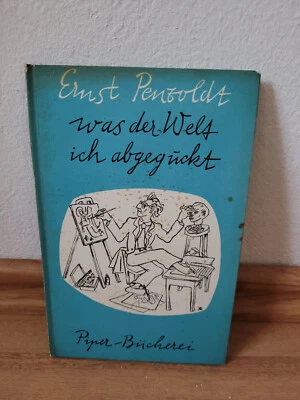 Ernst Penzoldt
was der Welt
ich abgeguckt
Piper-Bücherei